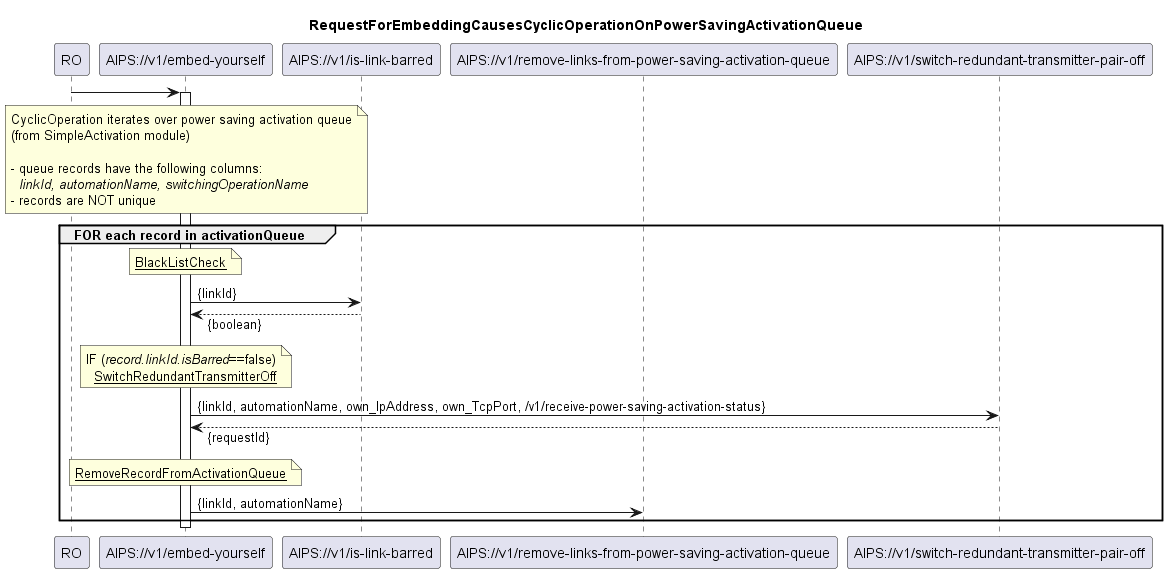 RequestForEmbeddingCausesCyclicOperationOnPowerSavingActivationQueue
RO
AIPS://v1/embed-yourself
AIPS://v1/is-link-barred
AIPS://v1/remove-links-from-power-saving-activation-queue
AIPS://v1/switch-redundant-transmitter-pair-off
CyclicOperation iterates over power saving activation queue
(from SimpleActivation module)
- queue records have the following columns:
linkId, automationName, switchingOperationName
- records are NOT unique
FOR each record in activationQueue
BlackListCheck
{linkId}
{boolean}
IF (record.linkId.isBarred==false)
SwitchRedundantTransmitterOff
{linkId, automationName, own_IpAddress, own_TcpPort, /v1/receive-power-saving-activation-status}
{requestId}
RemoveRecordFromActivationQueue
{linkId, automationName}
RO
AIPS://v1/embed-yourself
AIPS://v1/is-link-barred
AIPS://v1/remove-links-from-power-saving-activation-queue
AIPS://v1/switch-redundant-transmitter-pair-off